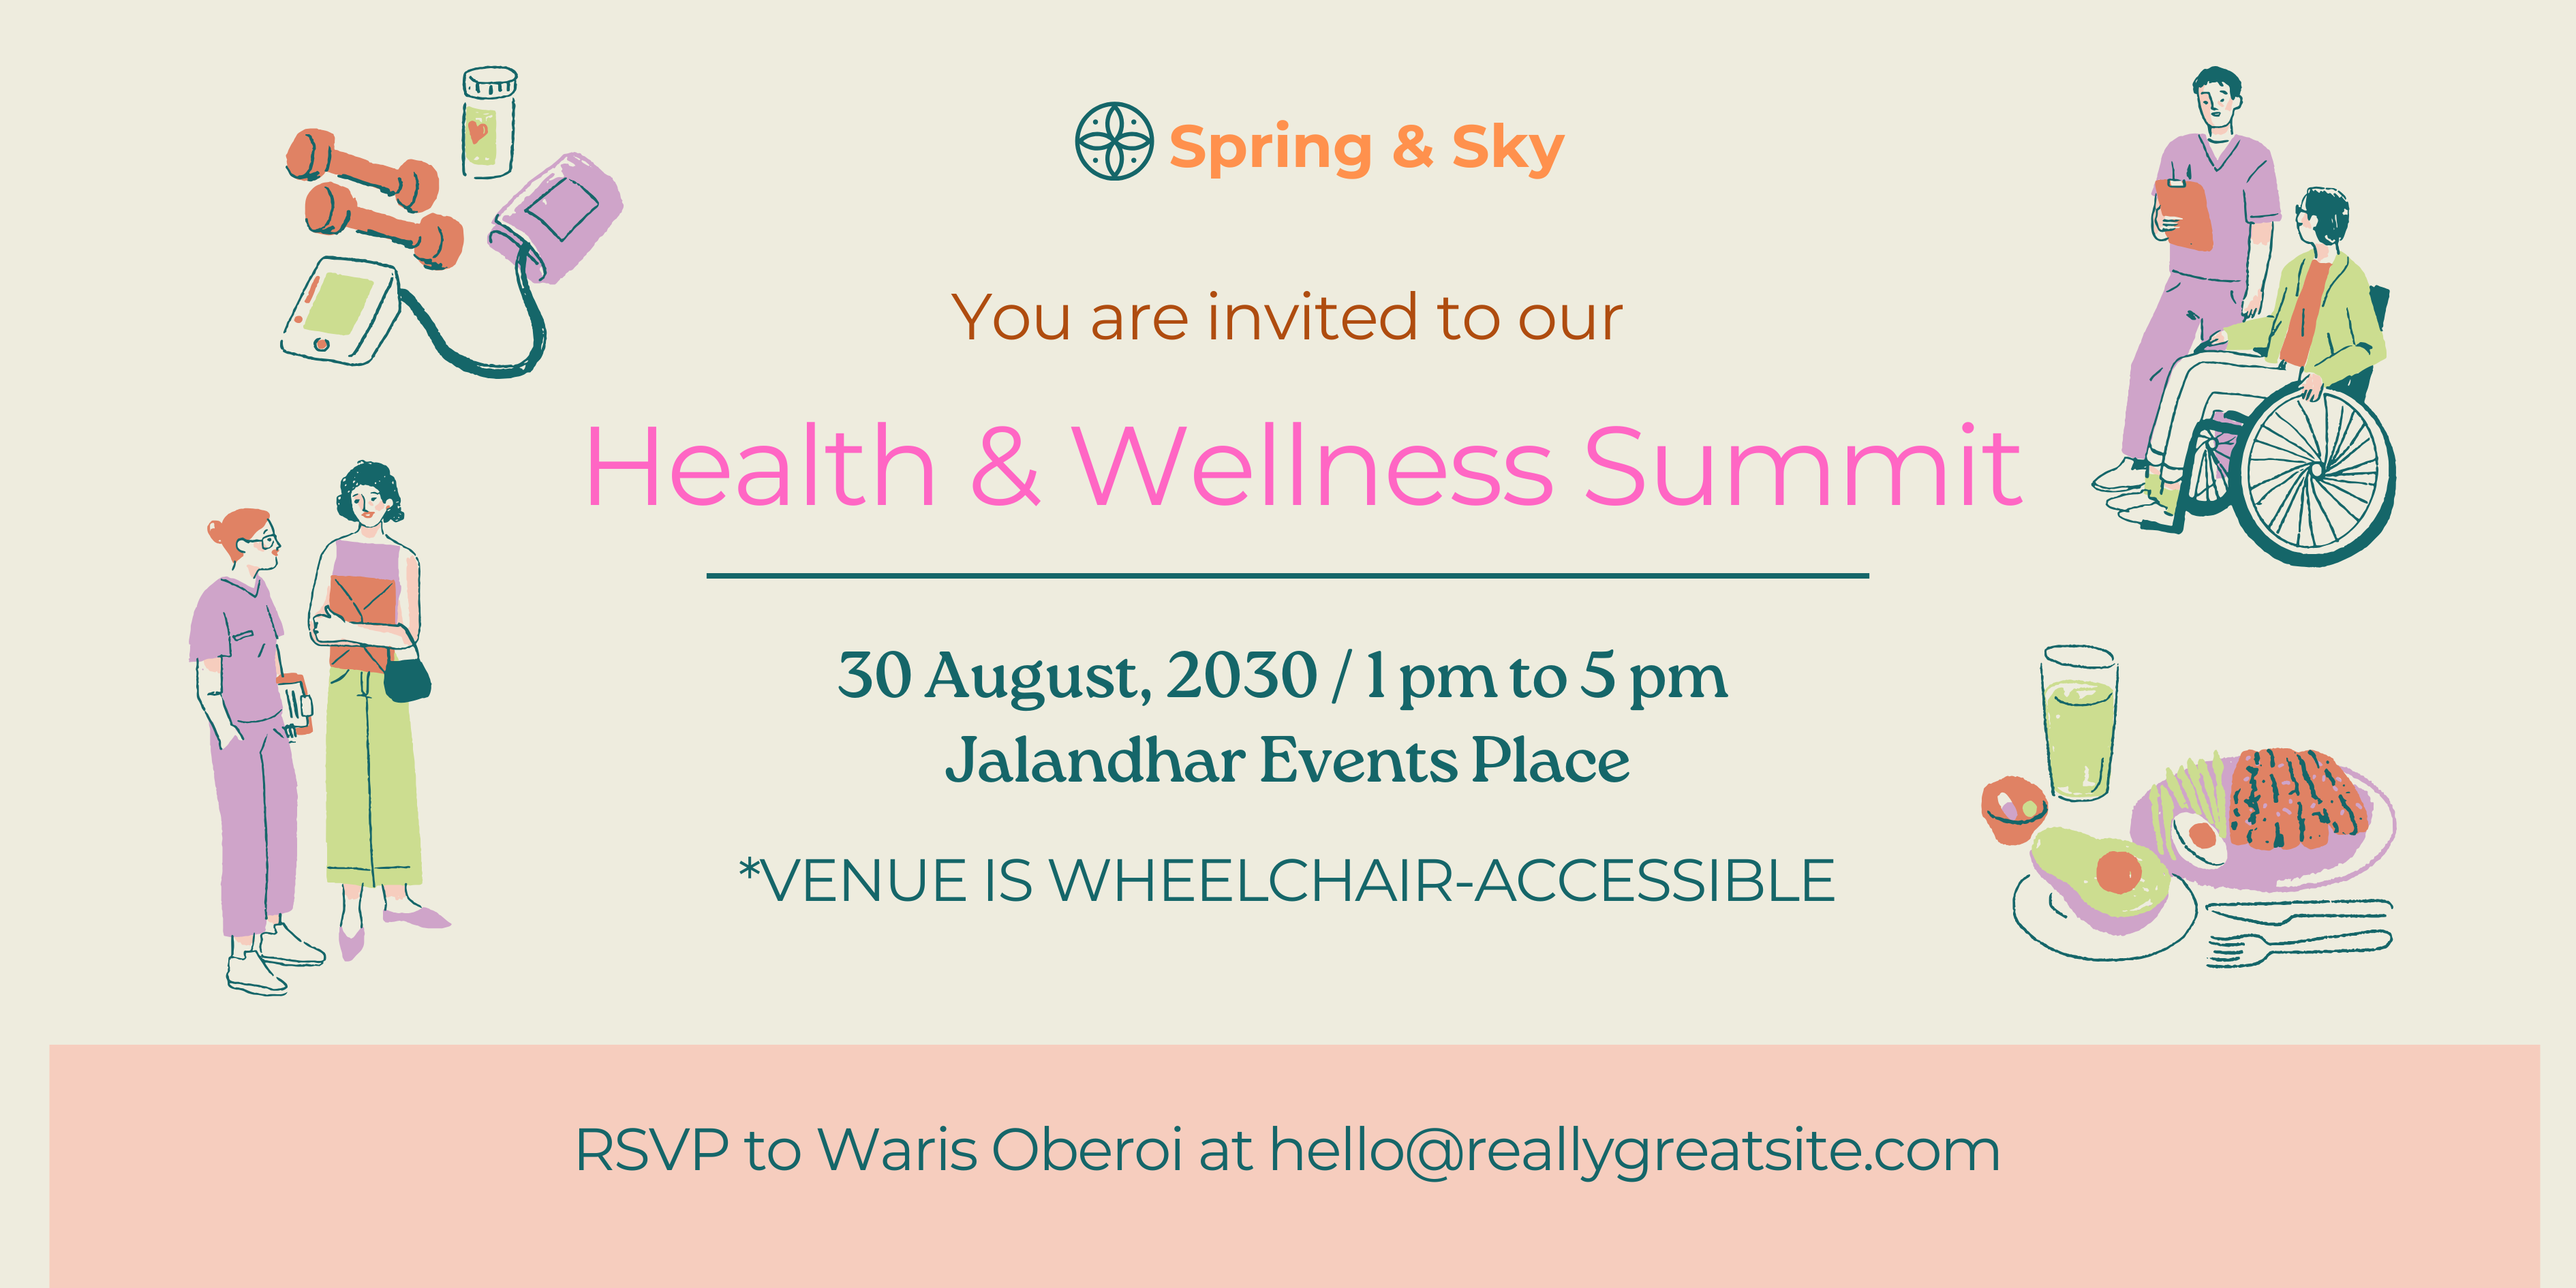 Spring & Sky
You are invited to our
Health & Wellness Summit
30 August, 2030 / 1 pm to 5 pm
Jalandhar Events Place
*VENUE IS WHEELCHAIR-ACCESSIBLE
RSVP to Waris Oberoi at hello@reallygreatsite.com